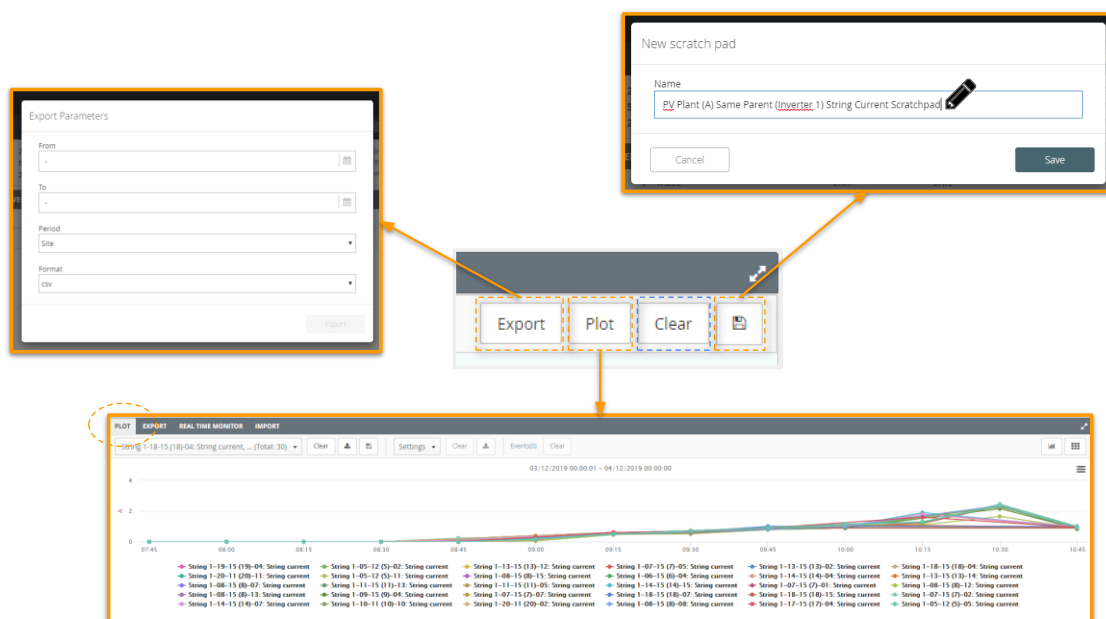 New scratch pad
Name
PV Plant (A) Same Parent (Inverter 1) String Current Scratchpad
Cancel
Save
Export Parameters
From
-
To
-
Period
Site
Format
csv
Export
Export
Plot
Clear
PLOT EXPORT REAL TIME MONITOR IMPORT
String 1-18-15 (18)-04: String current, ... (Total: 30) Clear Settings Clear Events(0) Clear
03/12/2019 00:00:01 - 04/12/2019 00:00:00
4
2
A
0
07:45 08:00 08:15 08:30 08:45 09:00 09:15 09:30 09:45 10:00 10:15 10:30 10:45
String 1-19-15 (19)-04: String current String 1-05-12 (5)-02: String current String 1-13-15 (13)-12: String current String 1-07-15 (7)-05: String current String 1-13-15 (13)-02: String current String 1-18-15 (18)-04: String current
String 1-20-11 (20)-11: String current String 1-05-12 (5)-11: String current String 1-08-15 (8)-15: String current String 1-06-15 (6)-04: String current String 1-14-15 (14)-04: String current String 1-13-15 (13)-14: String current
String 1-08-15 (8)-07: String current String 1-11-15 (11)-13: String current String 1-11-15 (11)-05: String current String 1-14-15 (14)-15: String current String 1-07-15 (7)-01: String current String 1-08-15 (8)-12: String current
String 1-08-15 (8)-13: String current String 1-09-15 (9)-04: String current String 1-07-15 (7)-07: String current String 1-18-15 (18)-07: String current String 1-18-15 (18)-15: String current String 1-07-15 (7)-02: String current
String 1-14-15 (14)-07: String current String 1-10-11 (10)-10: String current String 1-20-11 (20)-02: String current String 1-08-15 (8)-08: String current String 1-17-15 (17)-04: String current String 1-05-12 (5)-05: String current